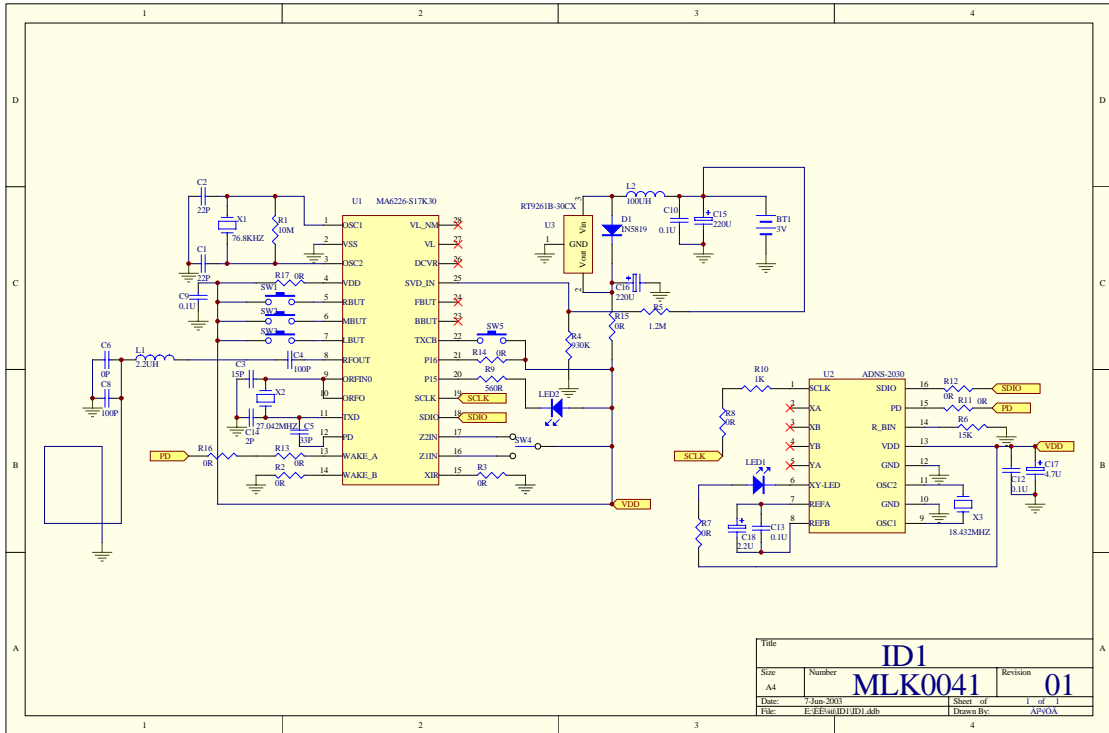 1 2 3 4
D D
C C
B B
A A
1 2 3 4
C2
22P
X1
76.8KHZ
R1
10M
C1
22P
R17 0R
SW1
C9
0.1U
SW2
SW3
C6
0P
C8
100P
L1
2.2UH
C4
100P
C3
15P
X2
27.042MHZ
C14
2P
C5
33P
PD
R16
0R
R13
0R
R2
0R
U1 MA6226-S17K30
1 OSC1
2 VSS
3 OSC2
4 VDD
5 RBUT
6 MBUT
7 LBUT
8 RFOUT
9 ORFIN0
10 ORFO
11 TXD
12 PD
13 WAKE_A
14 WAKE_B
VL_NM 28
VL 27
DCVR 26
SVD_IN 25
FBUT 24
BBUT 23
TXCB 22
P16 21
P15 20
SCLK 19
SDIO 18
Z2IN 17
Z1IN 16
XIR 15
SW5
R14 0R
R9
560R
SCLK
SDIO
LED2
SW4
R3
0R
VDD
RT9261B-30CX
U3
3 Vin
1 GND
2 Vout
L2
100UH
D1
IN5819
C10
0.1U
C15
220U
BT1
3V
C16
220U
R15
0R
R5
1.2M
R4
930K
U2 ADNS-2030
1 SCLK
2 XA
3 XB
4 YB
5 YA
6 XY-LED
7 REFA
8 REFB
SDIO 16
PD 15
R_BIN 14
VDD 13
GND 12
OSC2 11
GND 10
OSC1 9
R10
1K
R8
0R
SCLK
LED1
R7
0R
C18
2.2U
C13
0.1U
R12
0R
SDIO
R11 0R
PD
R6
15K
VDD
C12
0.1U
C17
4.7U
X3
18.432MHZ
Title
ID1
Size
A4
Number
MLK0041
Revision
01
Date: 7-Jun-2003
Sheet of 1 of 1
File:
Drawn By: